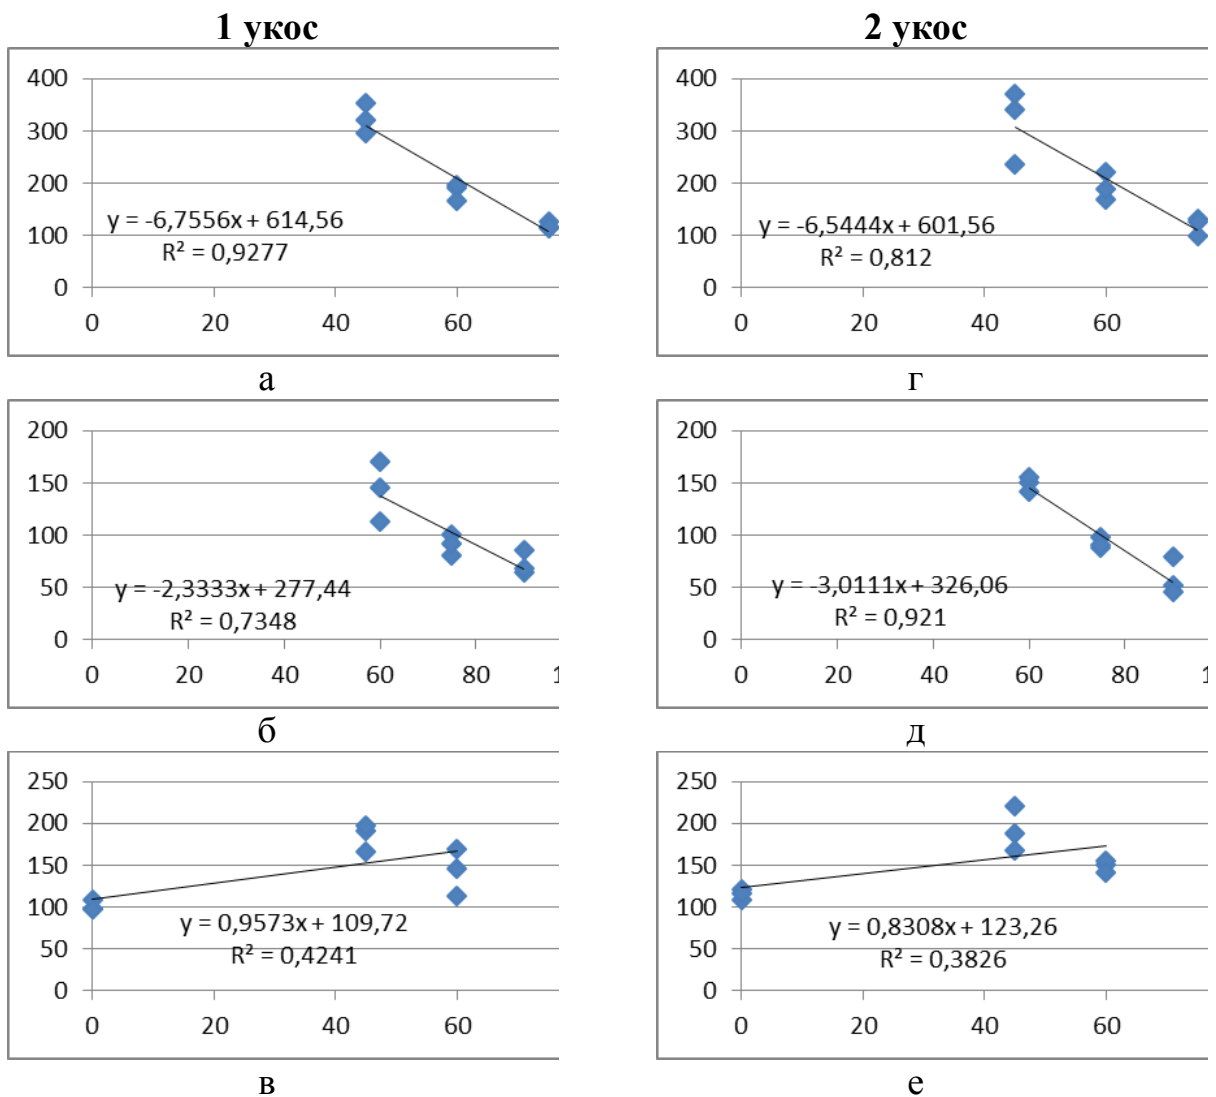 1 укос
2 укос
400
300
200
100
0
y = -6,7556x + 614,56
R² = 0,9277
0 20 40 60
а
400
300
200
100
0
y = -6,5444x + 601,56
R² = 0,812
0 20 40 60
г
200
150
100
50
0
y = -2,3333x + 277,44
R² = 0,7348
0 20 40 60 80 1
б
200
150
100
50
0
y = -3,0111x + 326,06
R² = 0,921
0 20 40 60 80 1
д
250
200
150
100
50
0
y = 0,9573x + 109,72
R² = 0,4241
0 20 40 60
в
250
200
150
100
50
0
y = 0,8308x + 123,26
R² = 0,3826
0 20 40 60
е